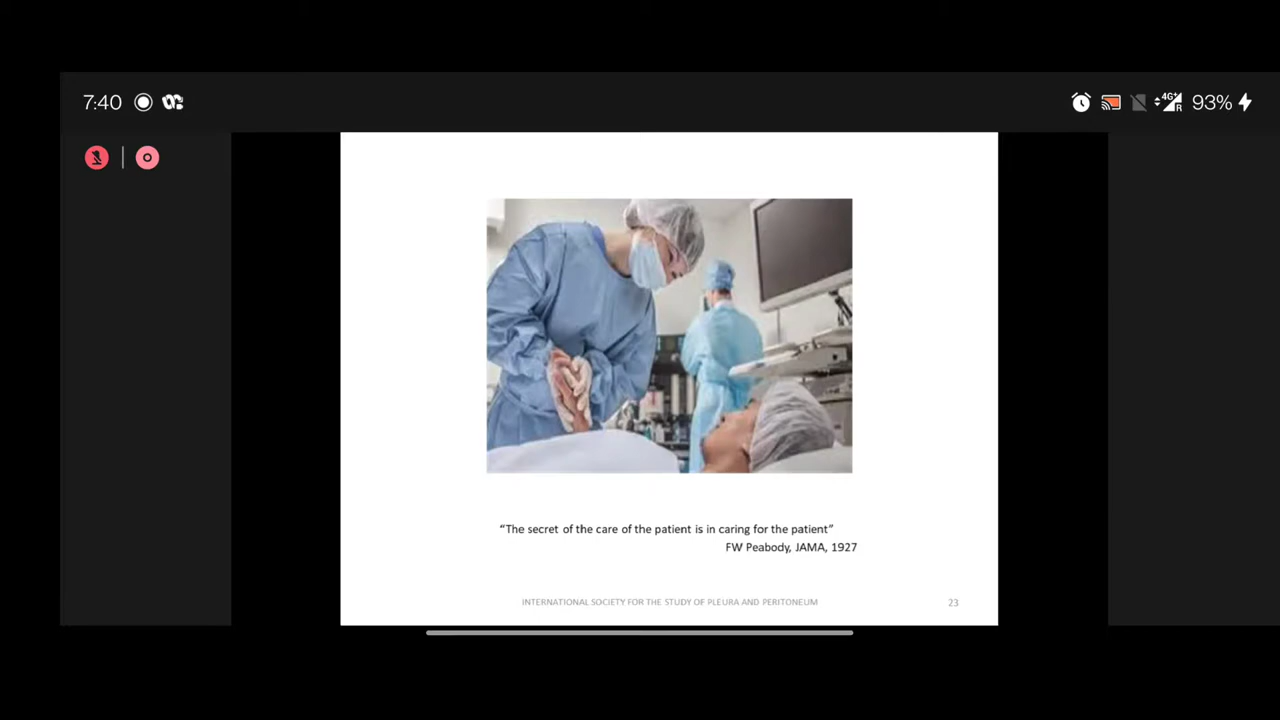 7:40
4G+
R
93%
“The secret of the care of the patient is in caring for the patient”
FW Peabody, JAMA, 1927
INTERNATIONAL SOCIETY FOR THE STUDY OF PLEURA AND PERITONEUM
23